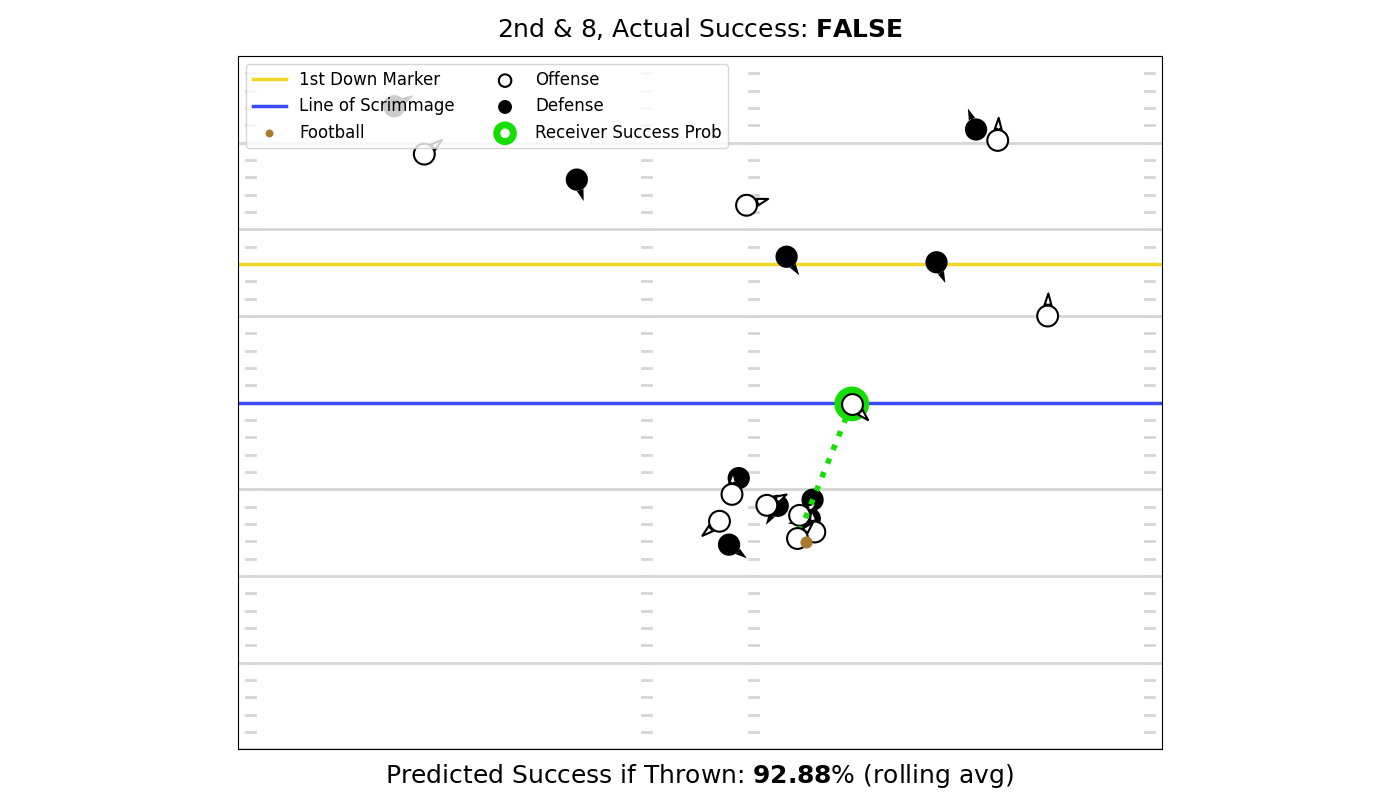 2nd & 8, Actual Success: FALSE
1st Down Marker
Line of Scrimmage
Football
Offense
Defense
Receiver Success Prob
Predicted Success if Thrown: 92.88% (rolling avg)